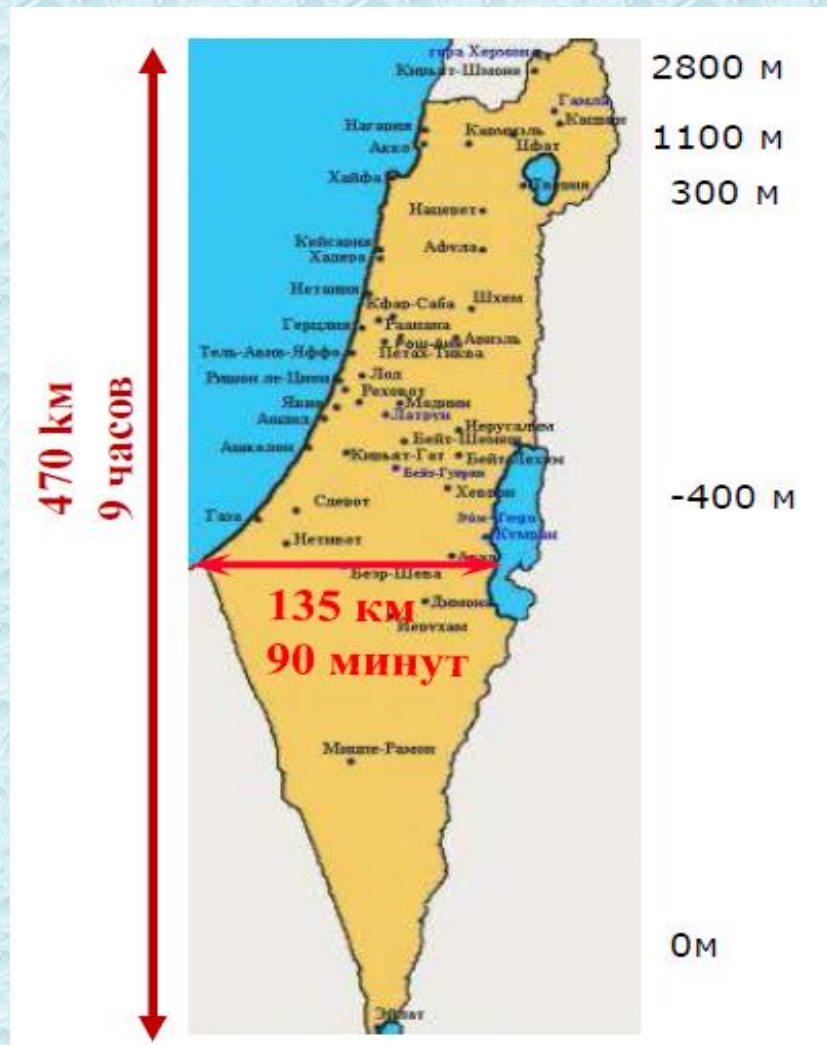 гора Хермон
Кирьят-Шмоне
2800 м
Гамла
Кацрин
Нагария
Кармиэль
1100 м
Акко
Цфат
Хайфа
Тверия
300 м
Нацерет
Кейсария
Афула
Хадера
Нетания
Кфар-Саба
Шхем
Герцлия
Раанана
Ариэль
Тель-Авив-Яффо
Петах-Тиква
Ришон ле-Цион
Лод
Реховот
Явне
Модиин
Ашдод
Латрун
Иерусалим
Ашкелон
Бейт-Шемеш
Кирьят-Гат
Бейт-Лехем
Бейт-Гуврин
Хеврон
-400 м
470 км
9 часов
Сдерот
Газа
Эйн-Геди
Нетивот
Кумран
Арад
Беэр-Шева
135 км
Димона
Йерухам
90 минут
Мицпе-Рамон
0м
Эйлат